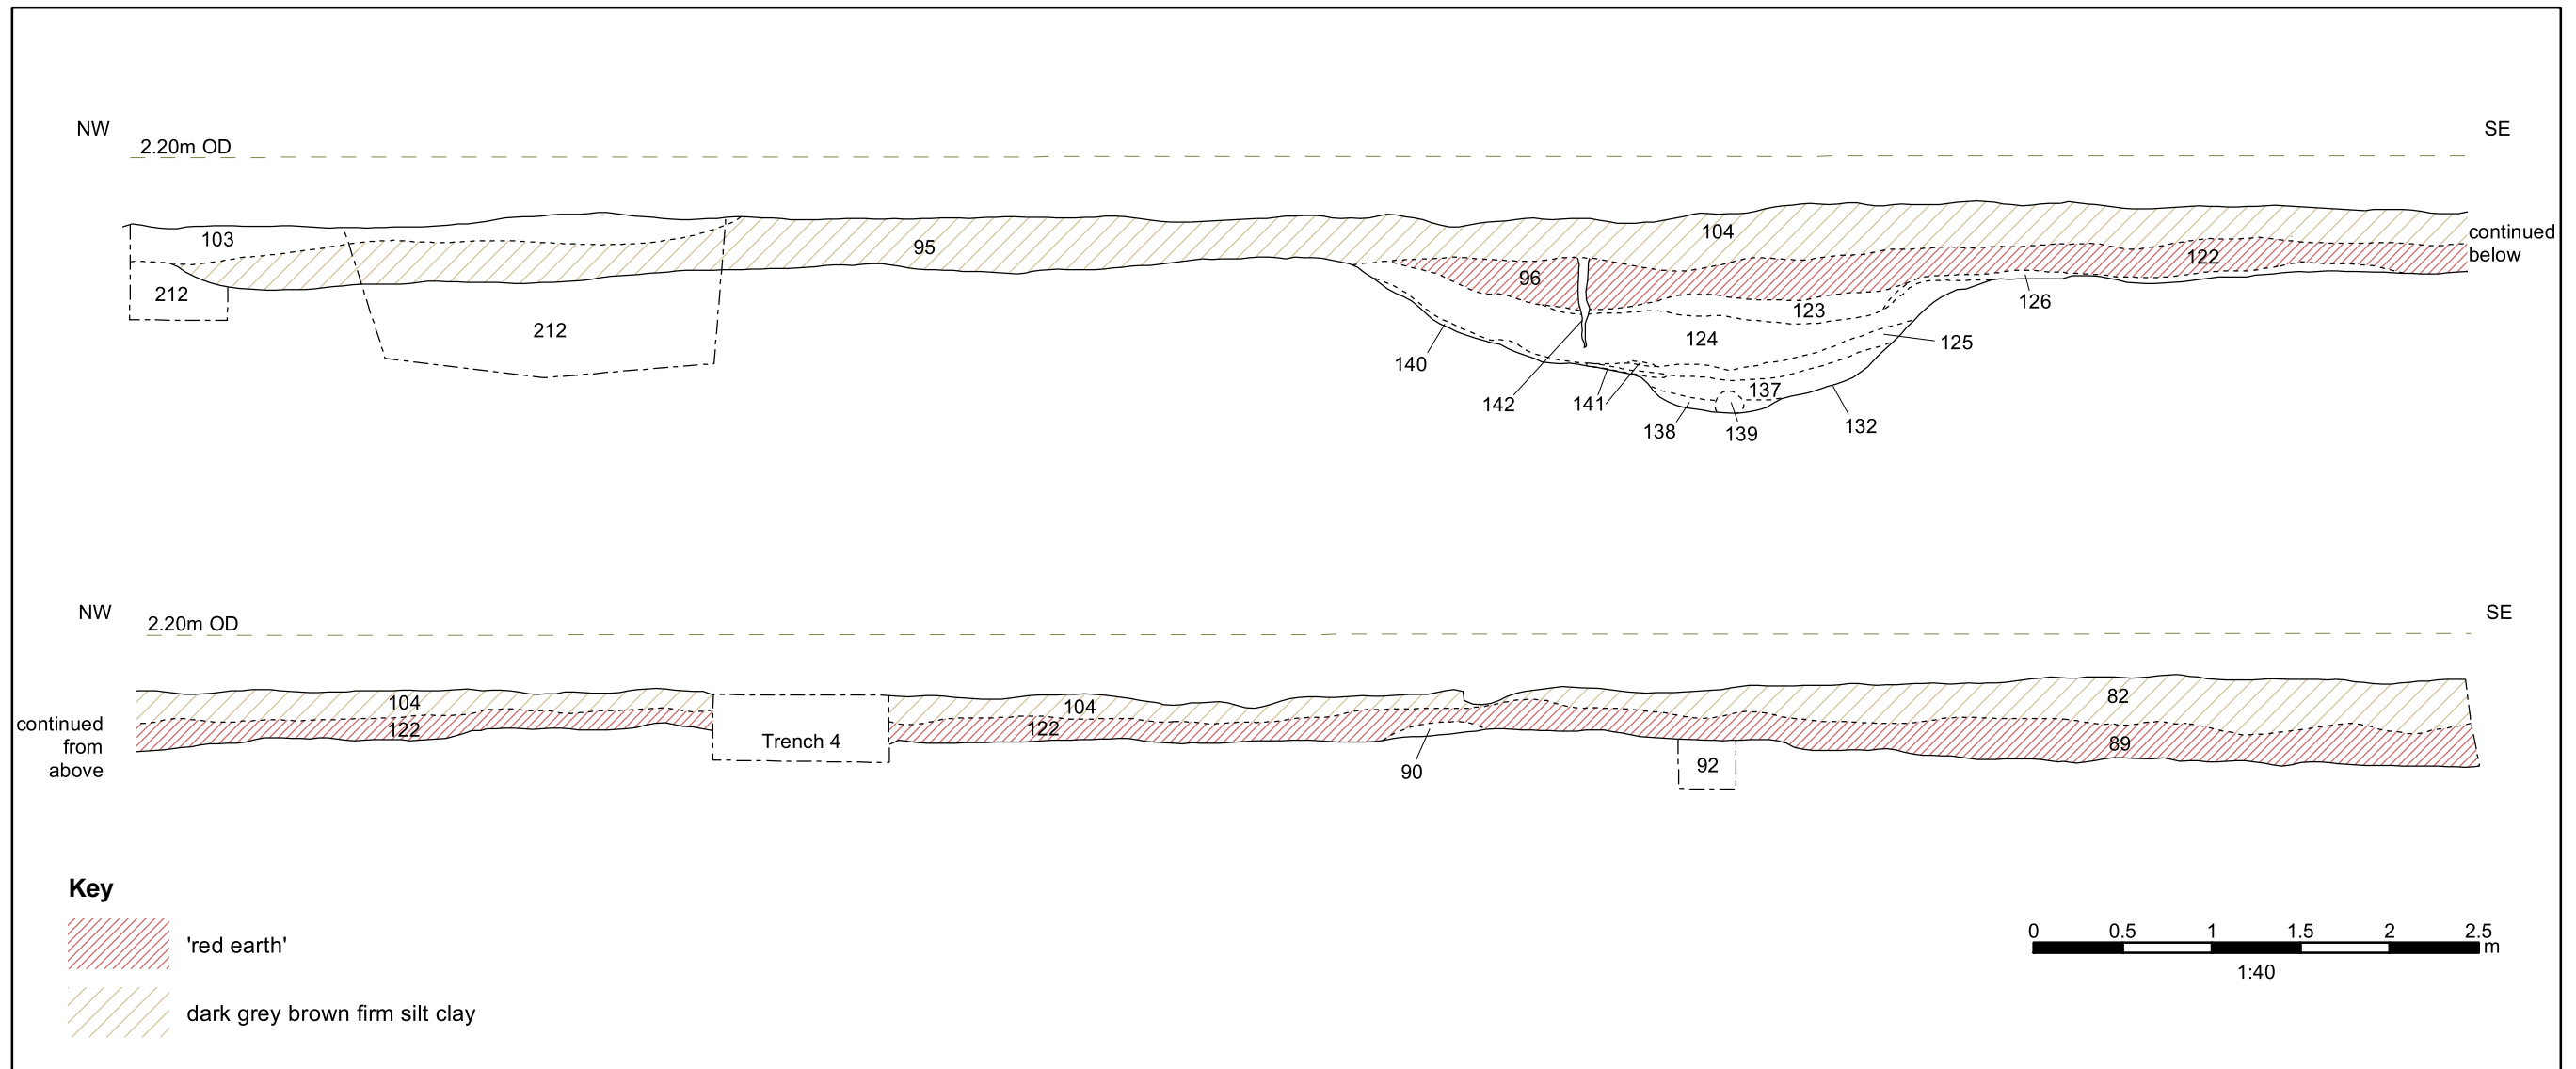 NW
SE
2.20m OD
103
95
104
continued
below
96
122
212
212
123
126
124
125
140
142
141
137
138
139
132
NW
SE
2.20m OD
continued
from
above
104
122
Trench 4
104
122
90
92
82
89
Key
'red earth'
dark grey brown firm silt clay
0 0.5 1 1.5 2 2.5
m
1:40